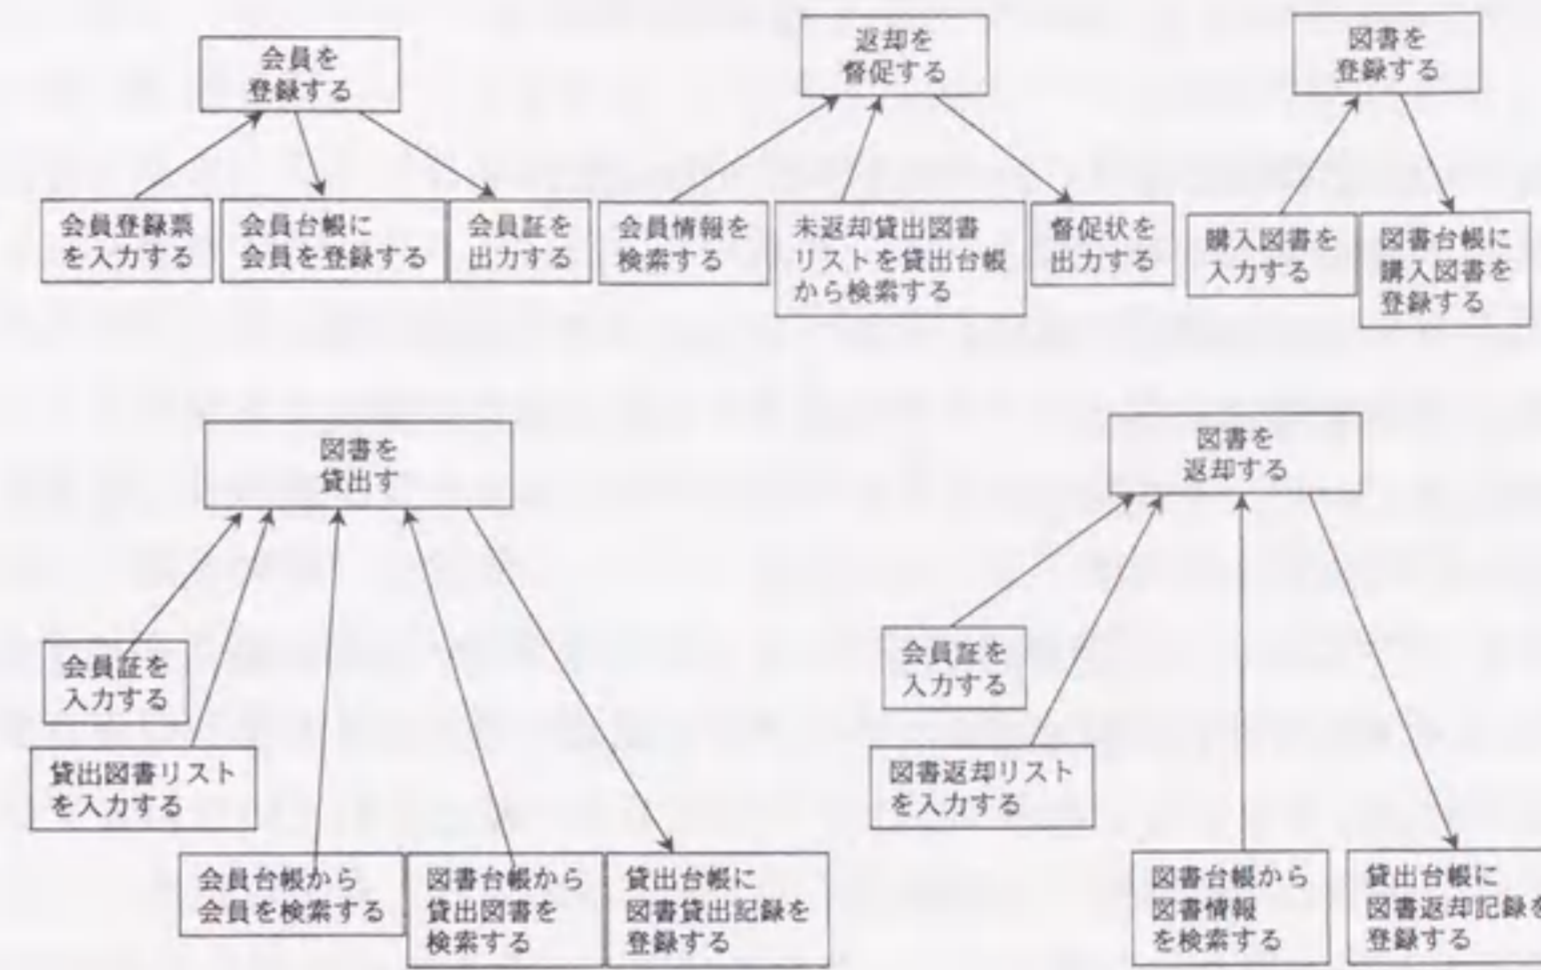 会員を
登録する
会員登録票
を入力する
会員台帳に
会員を登録する
会員証を
出力する
返却を
督促する
会員情報を
検索する
未返却貸出図書
リストを貸出台帳
から検索する
督促状を
出力する
図書を
登録する
購入図書を
入力する
図書台帳に
購入図書を
登録する
図書を
貸出す
会員証を
入力する
貸出図書リスト
を入力する
会員台帳から
会員を検索する
図書台帳から
貸出図書を
検索する
貸出台帳に
図書貸出記録を
登録する
図書を
返却する
会員証を
入力する
図書返却リスト
を入力する
図書台帳から
図書情報
を検索する
貸出台帳に
図書返却記録を
登録する